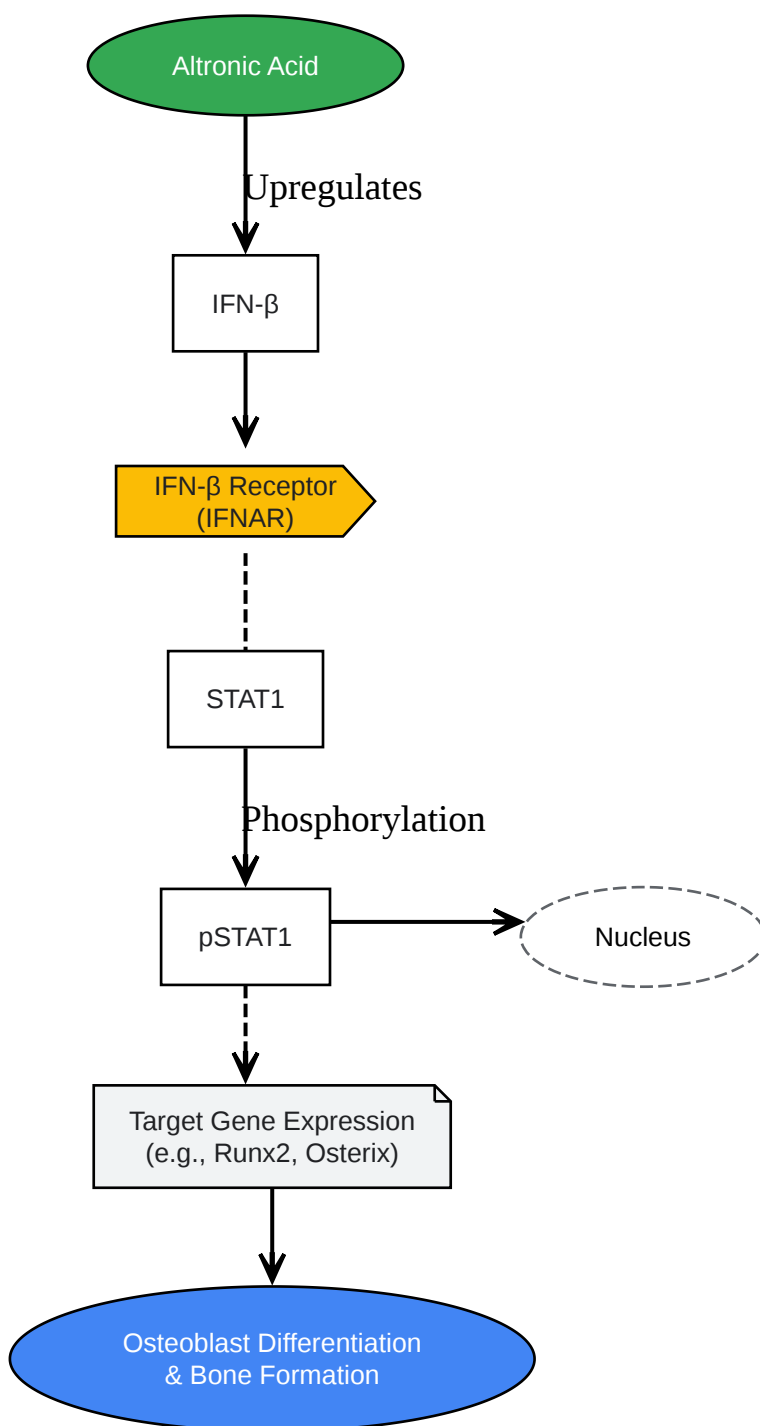 Altronic Acid
Upregulates
IFN-β
IFN-β Receptor
(IFNAR)
STAT1
Phosphorylation
pSTAT1
Nucleus
Target Gene Expression
(e.g., Runx2, Osterix)
Osteoblast Differentiation
& Bone Formation